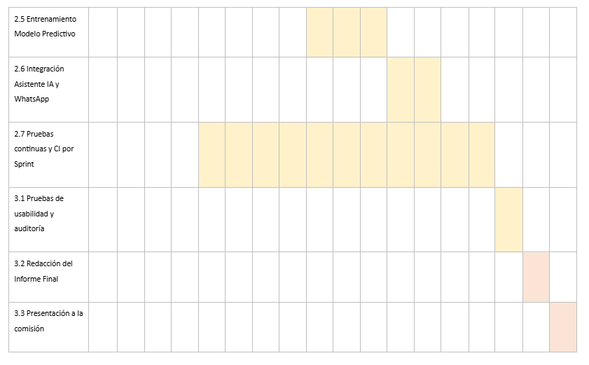 2.5 Entrenamiento
Modelo Predictivo
2.6 Integración
Asistente IA y
WhatsApp
2.7 Pruebas
continuas y CI por
Sprint
3.1 Pruebas de
usabilidad y
auditoría
3.2 Redacción del
Informe Final
3.3 Presentación a la
comisión